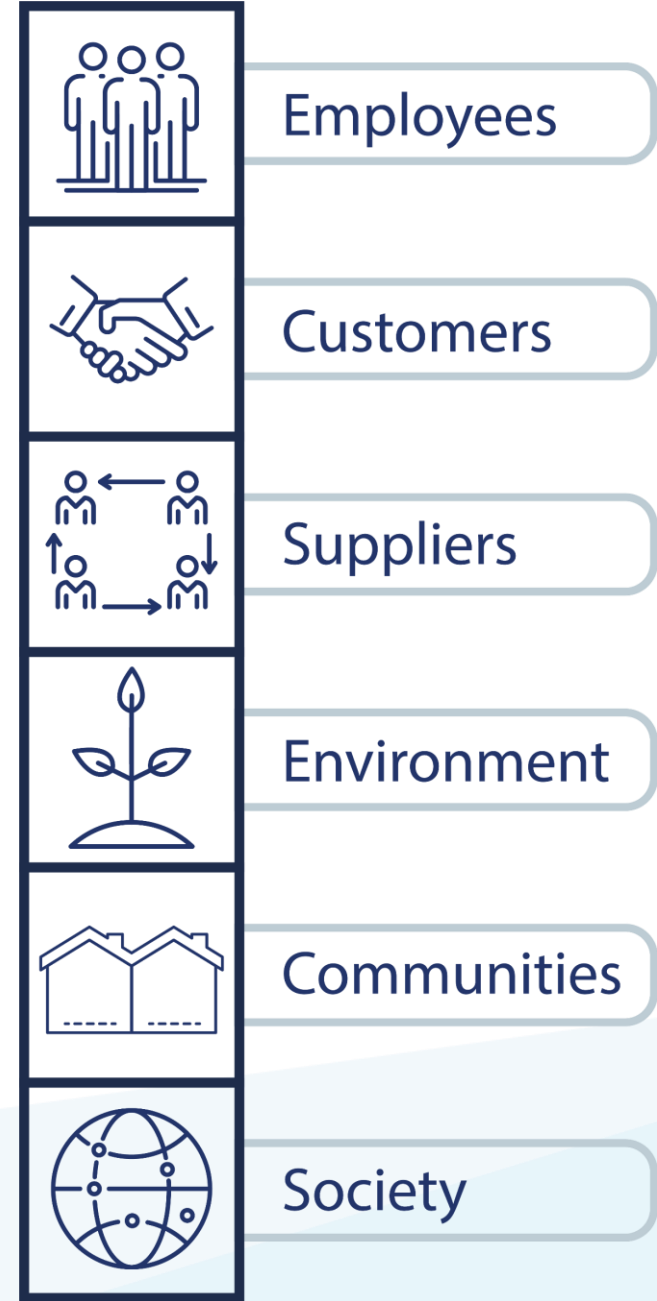 Employees
Customers
Suppliers
Environment
Communities
Society